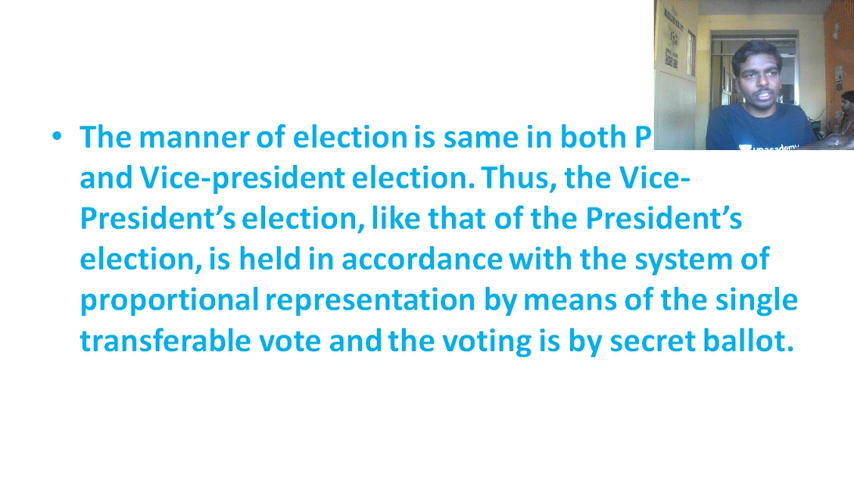 • The manner of election is same in both P
and Vice-president election. Thus, the Vice-
President’s election, like that of the President’s
election, is held in accordance with the system of
proportional representation by means of the single
transferable vote and the voting is by secret ballot.